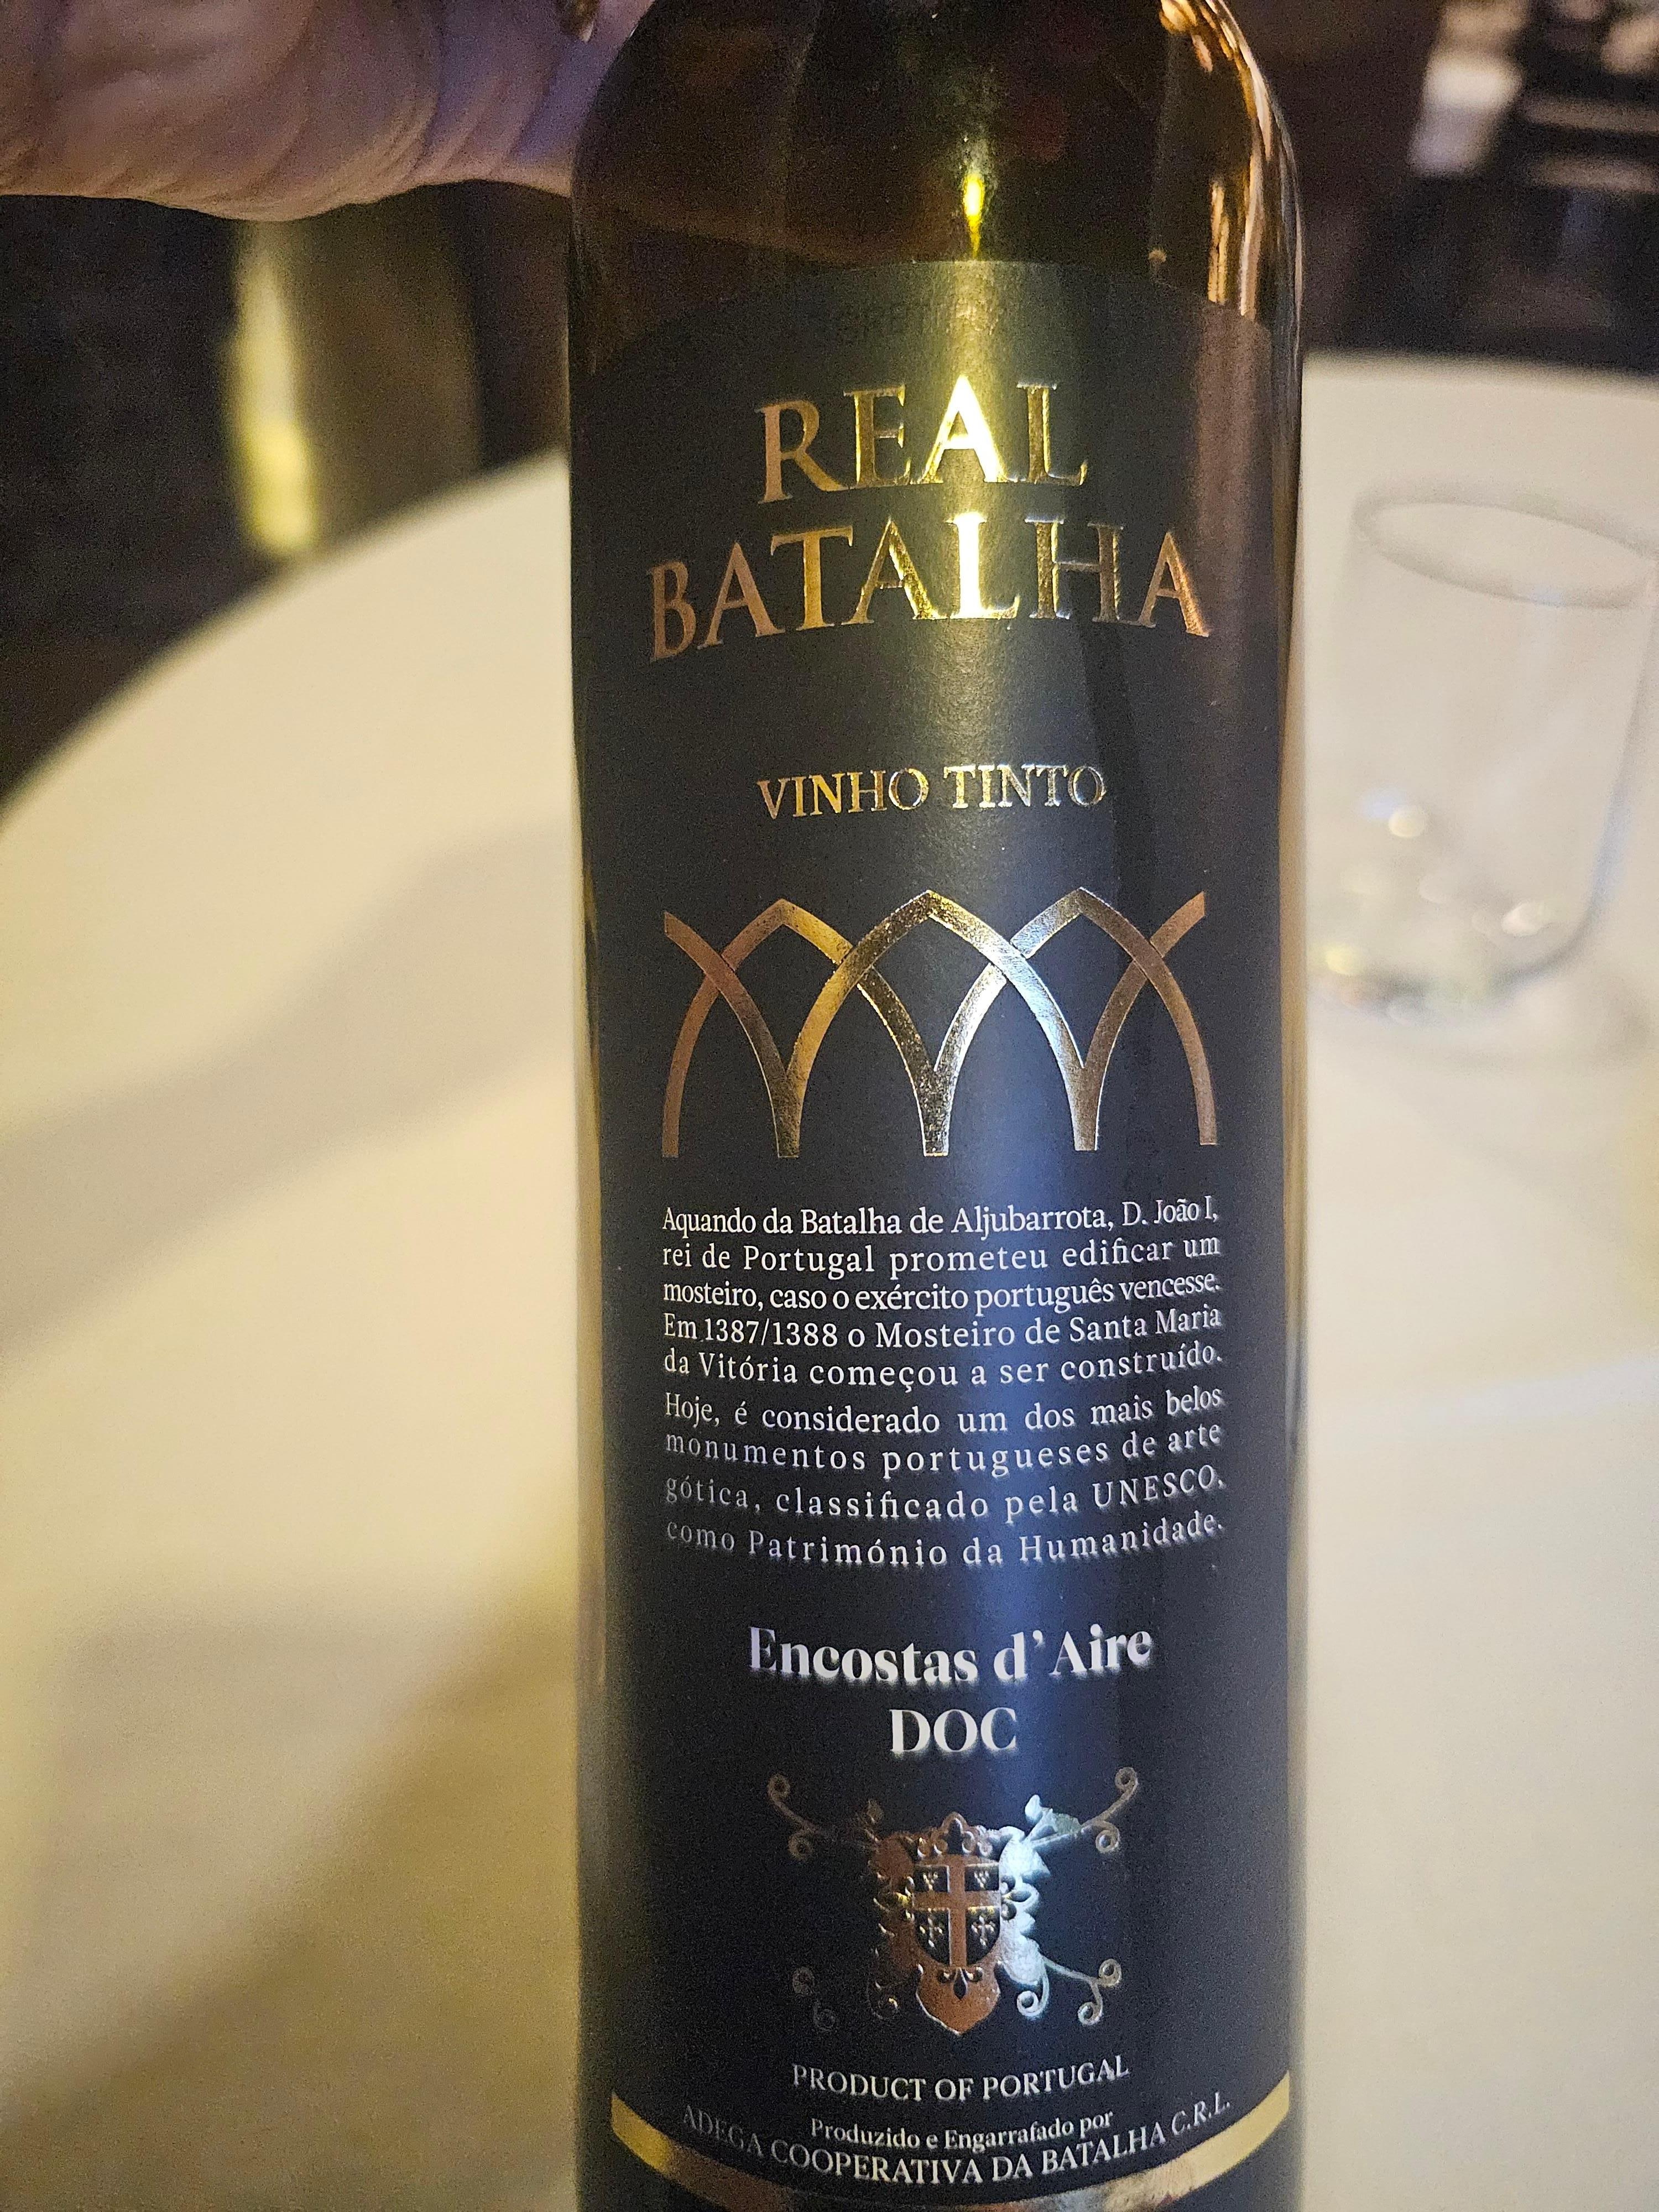 REAL
BATALHA
VINHO TINTO
Aquando da Batalha de Aljubarrota, D. João I,
rei de Portugal prometeu edificar um
mosteiro, caso o exército português vencesse.
Em 1387/1388 o Mosteiro de Santa Maria
da Vitória começou a ser construído.
Hoje, é considerado um dos mais belos
monumentos portugueses de arte
gótica, classificado pela UNESCO,
como Património da Humanidade.
Encostas d'Aire
DOC
PRODUCT OF PORTUGAL
Produzido e Engarrafado por
ADEGA COOPERATIVA DA BATALHA C.R.L.